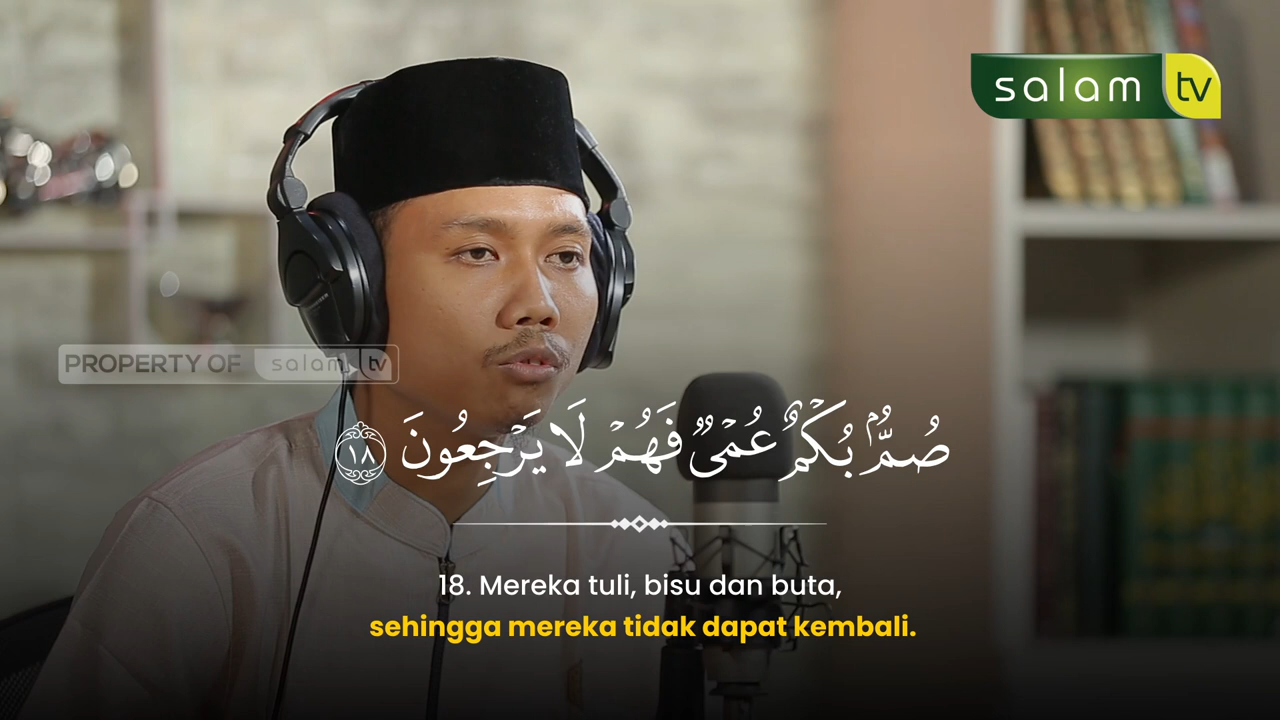 salam tv
PROPERTY OF salam tv
صُمٌّۢ بُكْمٌ عُمْىٌ فَهُمْ لَا يَرْجِعُونَ ١٨
18. Mereka tuli, bisu dan buta,
sehingga mereka tidak dapat kembali.